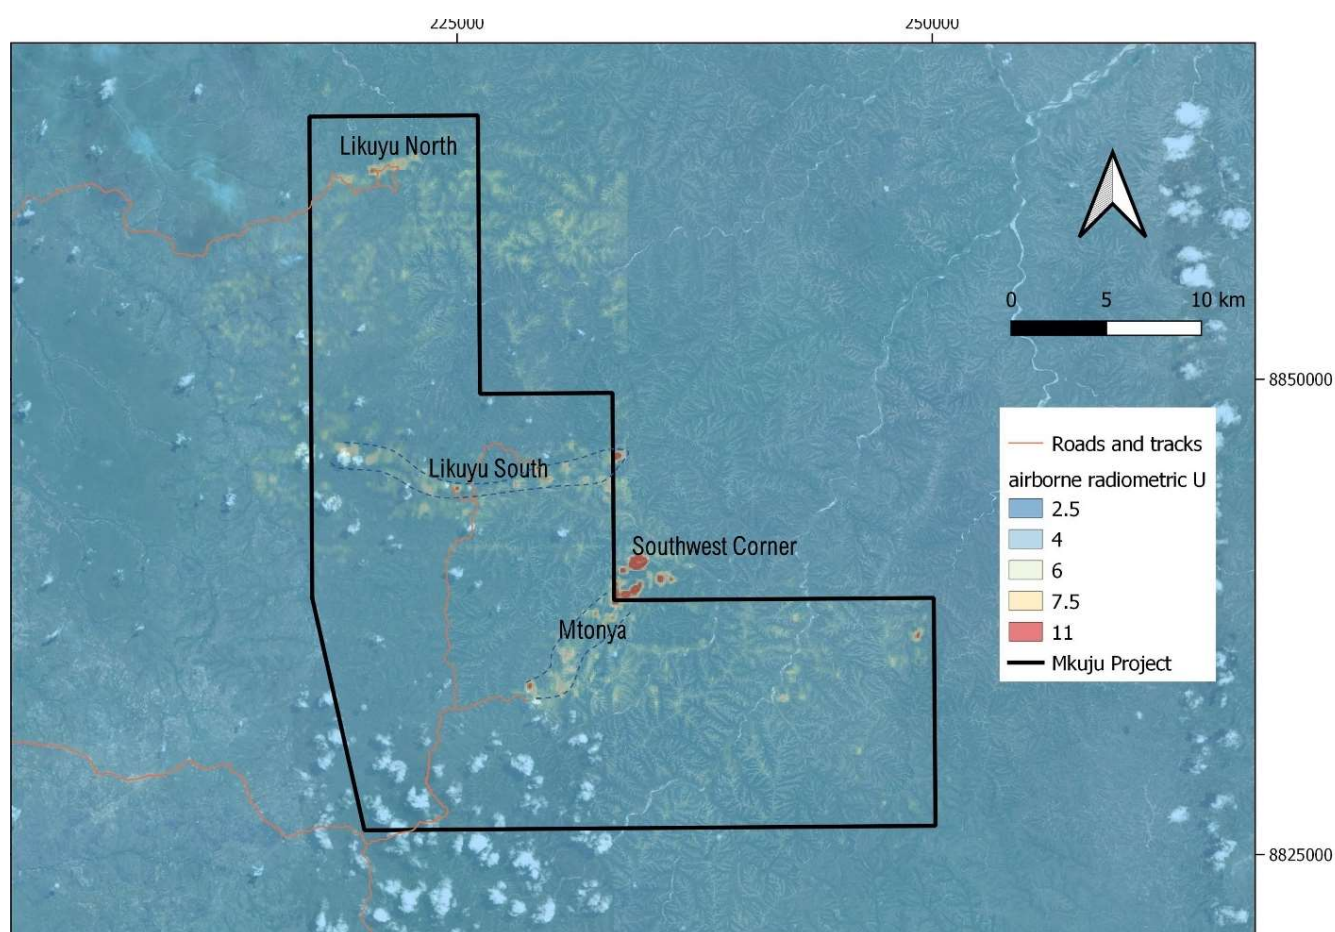 225000
250000
Likuyu North
0 5 10 km
8850000
Roads and tracks
Likuyu South
airborne radiometric U
2.5
4
6
7.5
11
Mkuju Project
Southwest Corner
Mtonya
8825000